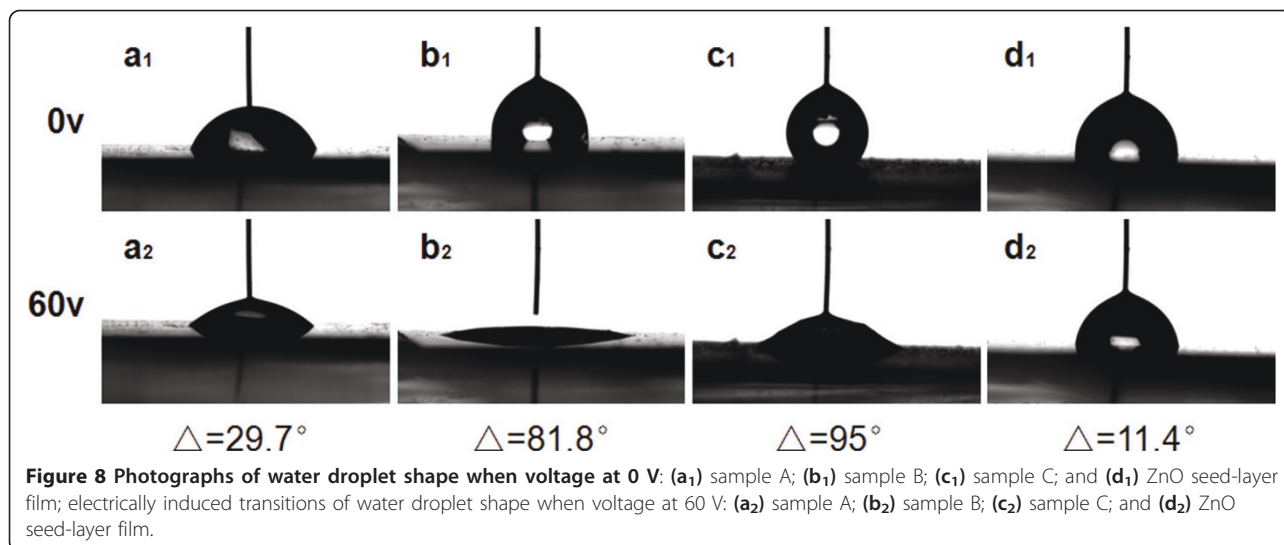 a₁ b₁ c₁ d₁
0v
a₂ b₂ c₂ d₂
60v
△=29.7° △=81.8° △=95° △=11.4°
Figure 8 Photographs of water droplet shape when voltage at 0 V: (a₁) sample A; (b₁) sample B; (c₁) sample C; and (d₁) ZnO seed-layer
film; electrically induced transitions of water droplet shape when voltage at 60 V: (a₂) sample A; (b₂) sample B; (c₂) sample C; and (d₂) ZnO
seed-layer film.